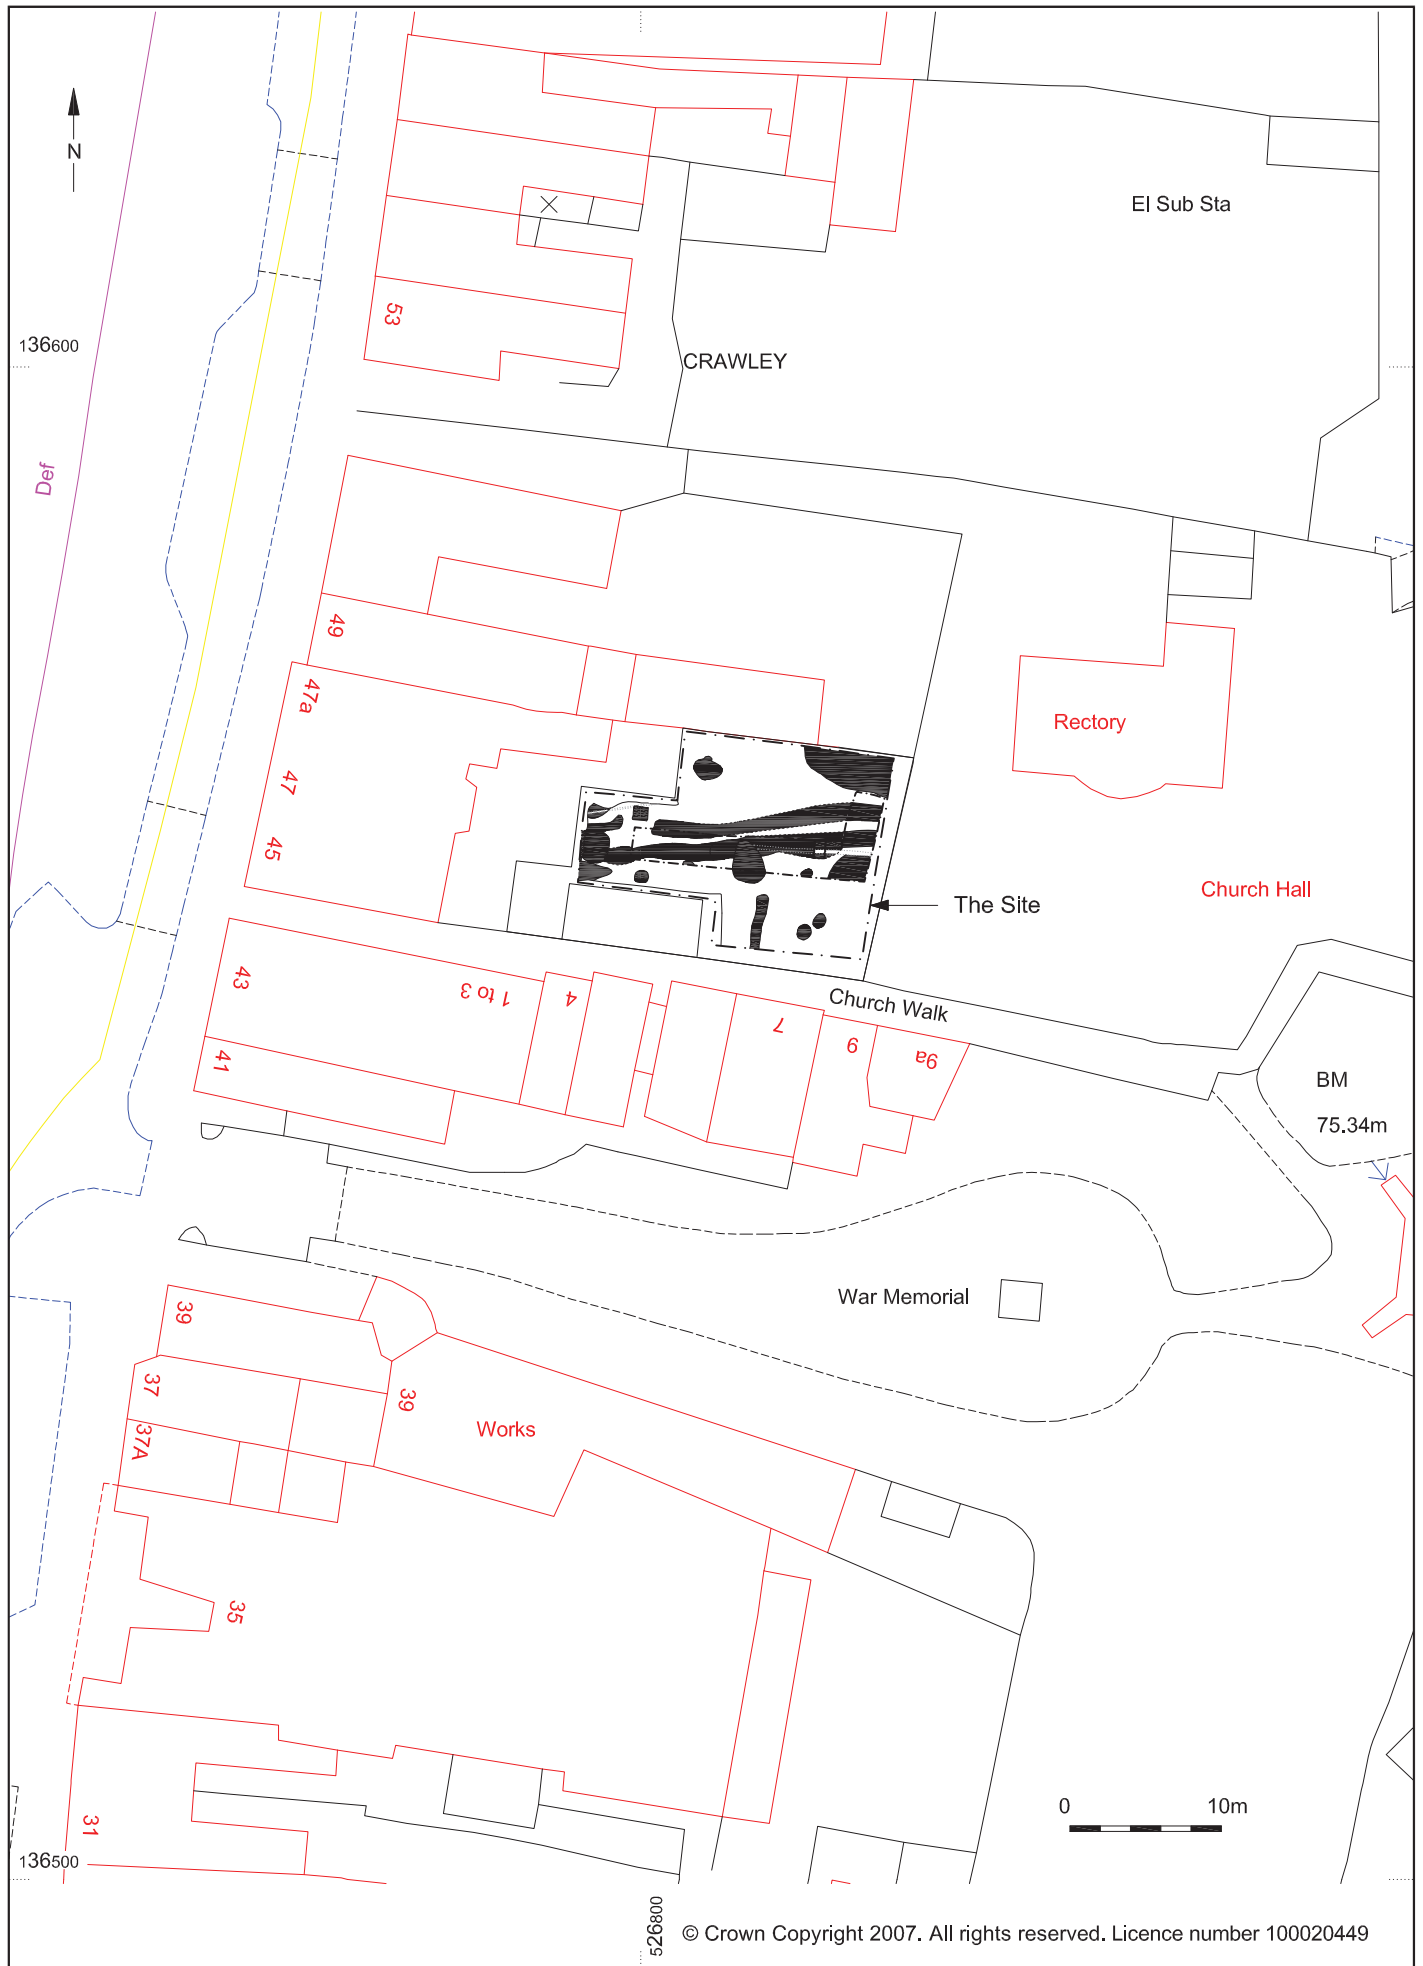 N
El Sub Sta
53
136600
CRAWLEY
Def
49
47a
Rectory
47
45
Church Hall
The Site
43
1 to 3
4
Church Walk
7
9
9a
41
BM
75.34m
War Memorial
39
37
39
37A
Works
35
0 10m
31
136500
526800
© Crown Copyright 2007. All rights reserved. Licence number 100020449